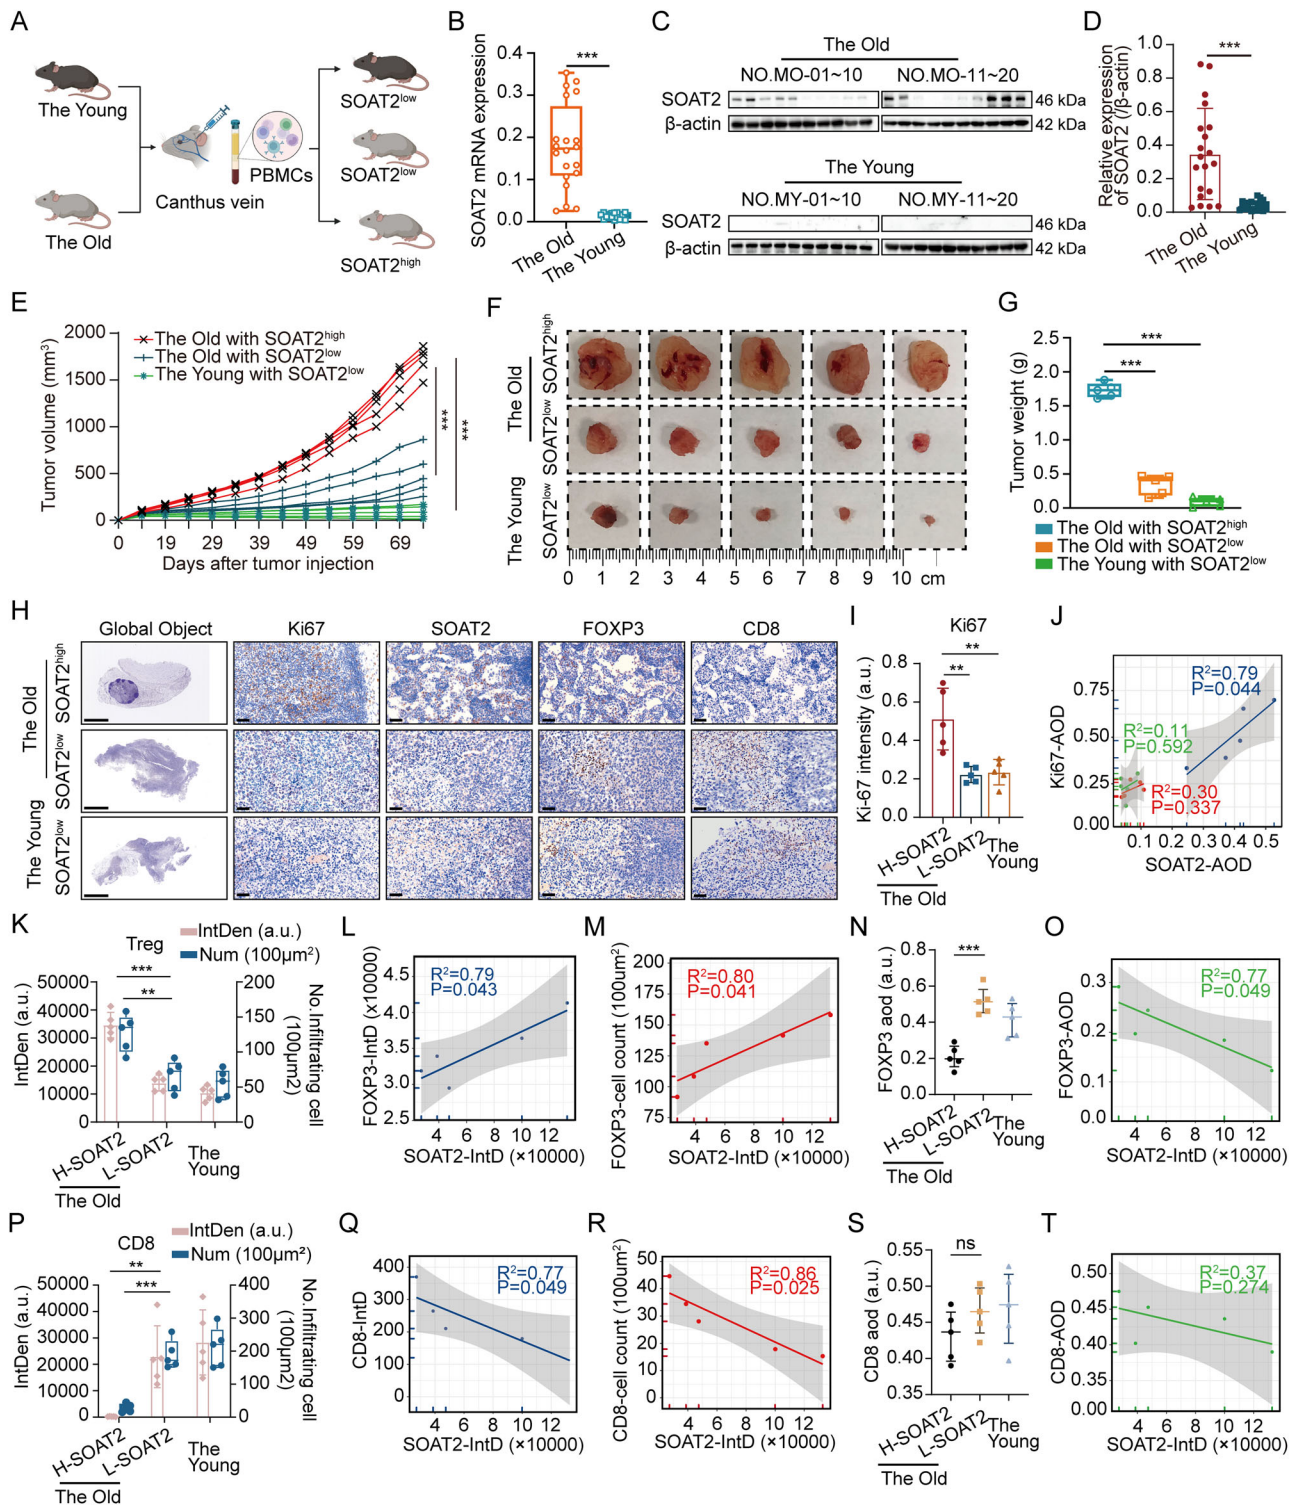 A
The Young
The Old
Canthus vein
PBMCs
SOAT2low
SOAT2low
SOAT2high
B
SOAT2 mRNA expression
0.4
0.3
0.2
0.1
0.0
***
The Old
The Young
C
The Old
NO.MO-01~10
NO.MO-11~20
SOAT2
46 kDa
β-actin
42 kDa
The Young
NO.MY-01~10
NO.MY-11~20
SOAT2
46 kDa
β-actin
42 kDa
D
Relative expression
of SOAT2 (/β-actin)
1.0
0.8
0.6
0.4
0.2
0.0
***
The Old
The Young
E
Tumor volume (mm³)
2000
1500
1000
500
0
The Old with SOAT2high
The Old with SOAT2low
The Young with SOAT2low
***
***
0 19 29 39 49 59 69
Days after tumor injection
F
The Old
SOAT2high
SOAT2low
The Young
SOAT2low
0 1 2 3 4 5 6 7 8 9 10 cm
G
Tumor weight (g)
2.5
2.0
1.5
1.0
0.5
0.0
***
***
The Old with SOAT2high
The Old with SOAT2low
The Young with SOAT2low
H
Global Object
Ki67
SOAT2
FOXP3
CD8
The Old
SOAT2high
SOAT2low
The Young
SOAT2low
I
Ki67
Ki-67 intensity (a.u.)
0.8
0.6
0.4
0.2
0.0
**
**
H-SOAT2
L-SOAT2
The
Young
The Old
J
Ki67-AOD
0.75
0.50
0.25
0.00
R²=0.79
P=0.044
R²=0.11
P=0.592
R²=0.30
P=0.337
0.1 0.2 0.3 0.4 0.5
SOAT2-AOD
K
IntDen (a.u.)
Num (100μm²)
Treg
IntDen (a.u.)
50000
40000
30000
20000
10000
0
***
**
200
150
100
50
0
No.Infiltrating cell
(100μm2)
H-SOAT2
L-SOAT2
The
Young
The Old
L
FOXP3-IntD (x10000)
4.5
4.0
3.5
3.0
2.5
R²=0.79
P=0.043
4 6 8 10 12
SOAT2-IntD (×10000)
M
FOXP3-cell count (100um²)
200
175
150
125
100
75
R²=0.80
P=0.041
4 6 8 10 12
SOAT2-IntD (×10000)
N
FOXP3 aod (a.u.)
0.8
0.6
0.4
0.2
0.0
***
H-SOAT2
L-SOAT2
The
Young
The Old
O
FOXP3-AOD
0.3
0.2
0.1
0.0
R²=0.77
P=0.049
4 6 8 10 12
SOAT2-IntD (×10000)
P
IntDen (a.u.)
Num (100μm²)
CD8
IntDen (a.u.)
50000
40000
30000
20000
10000
0
**
***
400
300
200
100
0
No.Infiltrating cell
(100μm2)
H-SOAT2
L-SOAT2
The
Young
The Old
Q
CD8-IntD
400
300
200
100
0
R²=0.77
P=0.049
4 6 8 10 12
SOAT2-IntD (×10000)
R
CD8-cell count (100um²)
50
40
30
20
10
0
R²=0.86
P=0.025
4 6 8 10 12
SOAT2-IntD (×10000)
S
CD8 aod (a.u.)
0.55
0.50
0.45
0.40
0.35
ns
H-SOAT2
L-SOAT2
The
Young
The Old
T
CD8-AOD
0.50
0.45
0.40
0.00
R²=0.37
P=0.274
4 6 8 10 12
SOAT2-IntD (×10000)